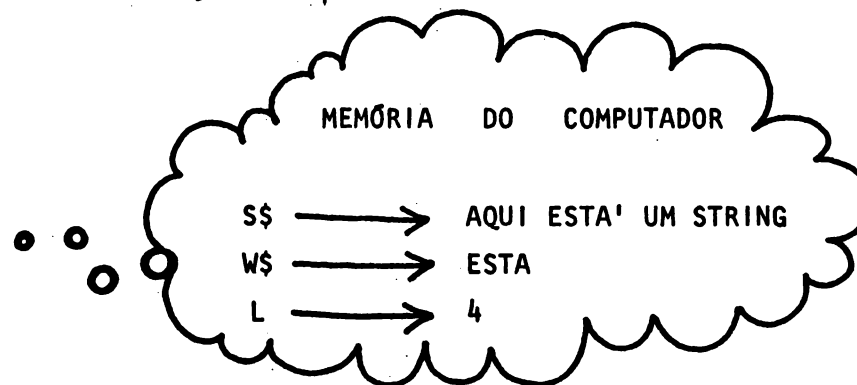 MEMÓRIA DO COMPUTADOR
S$ → AQUI ESTA' UM STRING
W$ → ESTA
L → 4